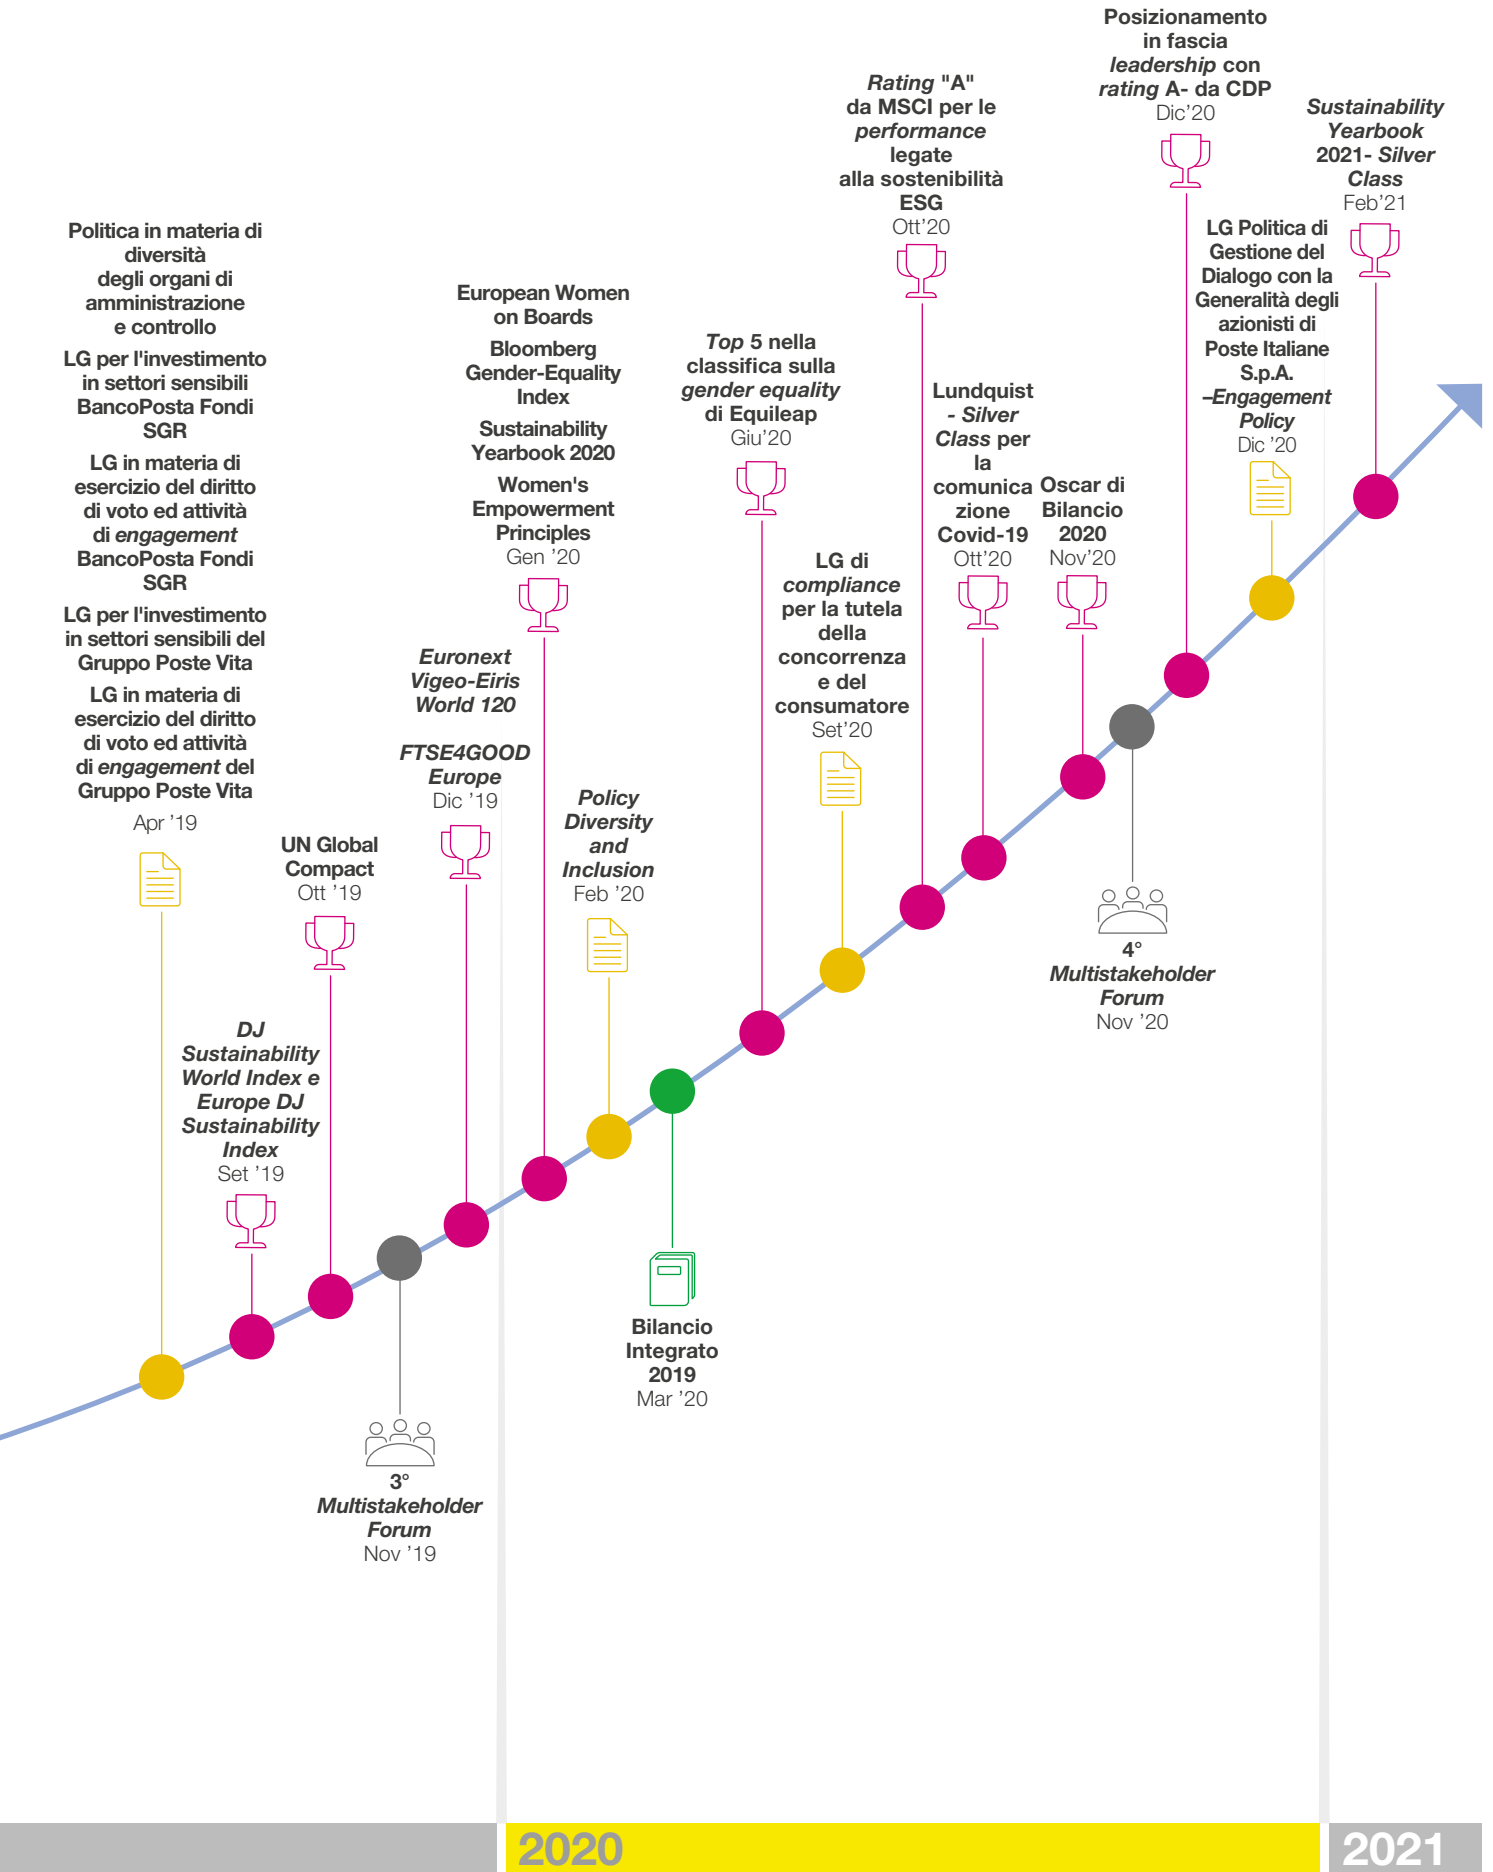 Politica in materia di
diversità
degli organi di
amministrazione
e controllo
LG per l'investimento
in settori sensibili
BancoPosta Fondi
SGR
LG in materia di
esercizio del diritto
di voto ed attività
di engagement
BancoPosta Fondi
SGR
LG per l'investimento
in settori sensibili del
Gruppo Poste Vita
LG in materia di
esercizio del diritto
di voto ed attività
di engagement del
Gruppo Poste Vita
Apr ’19
DJ
Sustainability
World Index e
Europe DJ
Sustainability
Index
Set ’19
UN Global
Compact
Ott ’19
3°
Multistakeholder
Forum
Nov ’19
Euronext
Vigeo-Eiris
World 120
FTSE4GOOD
Europe
Dic ’19
European Women
on Boards
Bloomberg
Gender-Equality
Index
Sustainability
Yearbook 2020
Women's
Empowerment
Principles
Gen ’20
Policy
Diversity
and
Inclusion
Feb ’20
Bilancio
Integrato
2019
Mar ’20
Top 5 nella
classifica sulla
gender equality
di Equileap
Giu’20
LG di
compliance
per la tutela
della
concorrenza
e del
consumatore
Set’20
Rating "A"
da MSCI per le
performance
legate
alla sostenibilità
ESG
Ott’20
Lundquist
- Silver
Class per
la
comunica
zione
Covid-19
Ott’20
Oscar di
Bilancio
2020
Nov’20
4°
Multistakeholder
Forum
Nov ’20
Posizionamento
in fascia
leadership con
rating A- da CDP
Dic’20
LG Politica di
Gestione del
Dialogo con la
Generalità degli
azionisti di
Poste Italiane
S.p.A.
–Engagement
Policy
Dic ’20
Sustainability
Yearbook
2021- Silver
Class
Feb’21
2020
2021